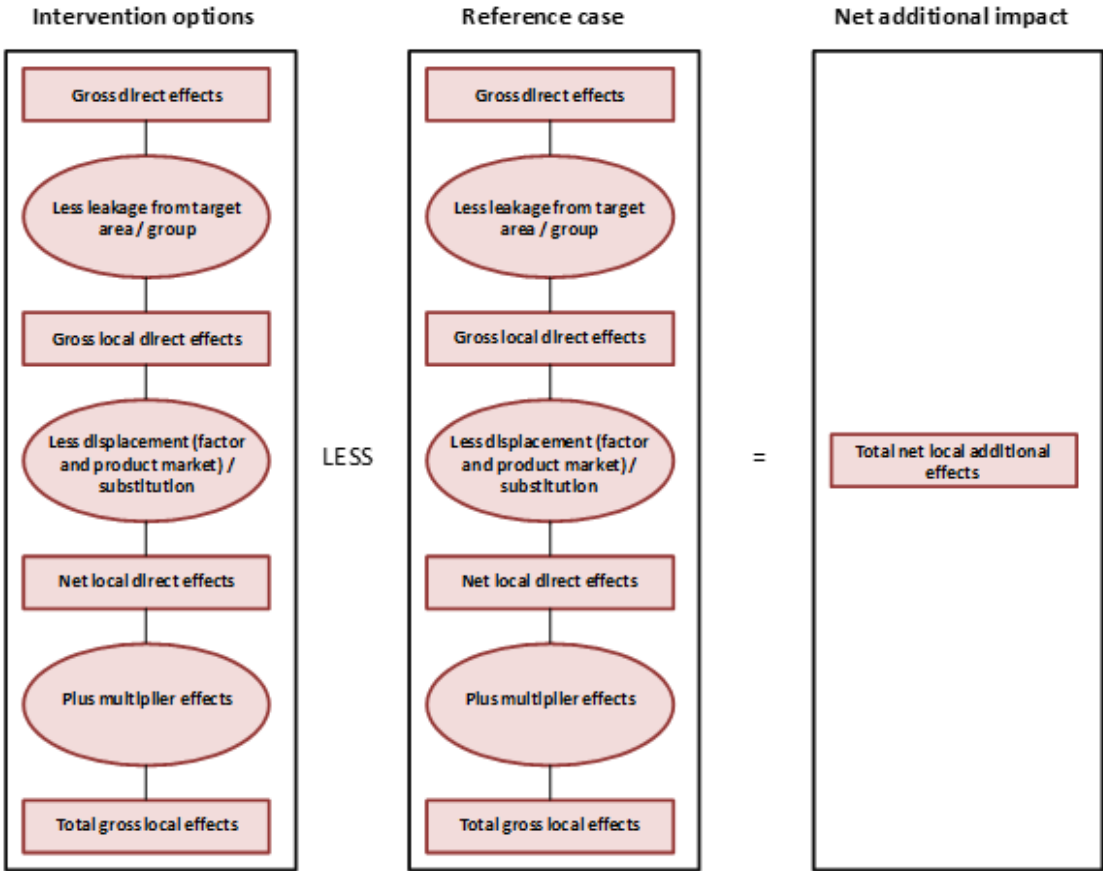 Intervention options
Gross direct effects
Less leakage from target
area / group
Gross local direct effects
Less displacement (factor
and product market) /
substitution
Net local direct effects
Plus multiplier effects
Total gross local effects
LESS
Reference case
Gross direct effects
Less leakage from target
area / group
Gross local direct effects
Less displacement (factor
and product market) /
substitution
Net local direct effects
Plus multiplier effects
Total gross local effects
=
Net additional impact
Total net local additional
effects